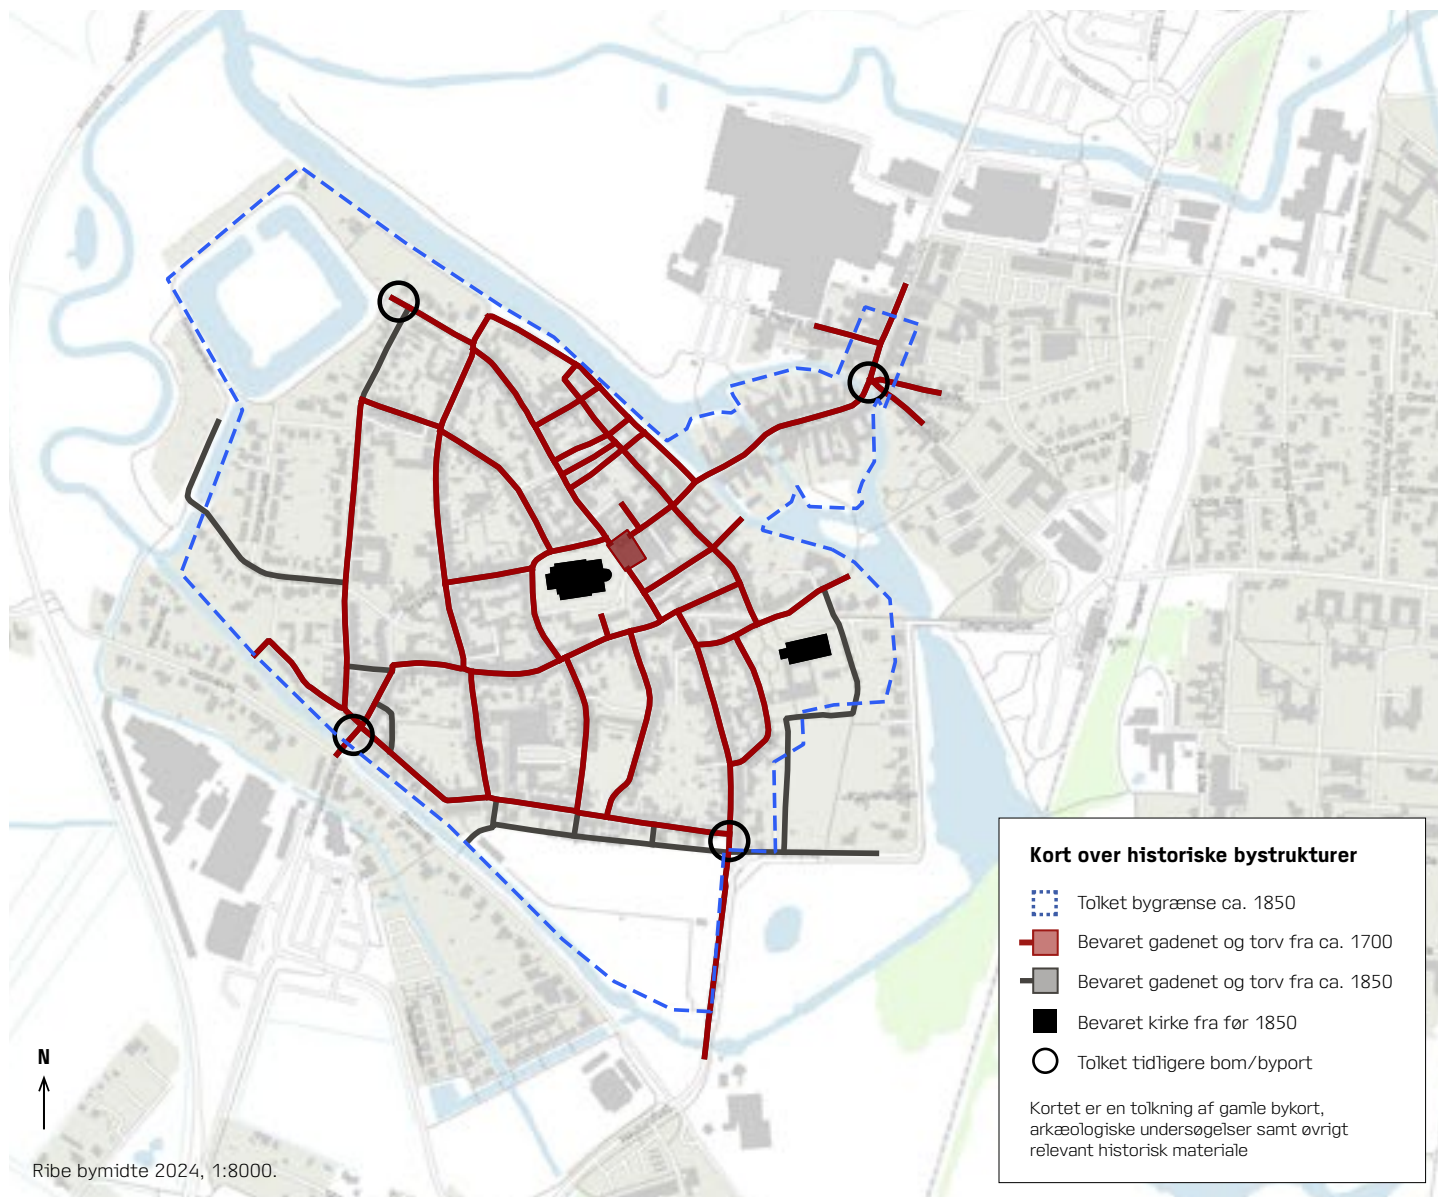 Kort over historiske bystrukturer
Tolket bygrænse ca. 1850
Bevaret gadenet og torv fra ca. 1700
Bevaret gadenet og torv fra ca. 1850
Bevaret kirke fra før 1850
Tolket tidligere bom/byport
Kortet er en tolkning af gamle bykort,
arkæologiske undersøgelser samt øvrigt
relevant historisk materiale
N
Ribe bymidte 2024, 1:8000.